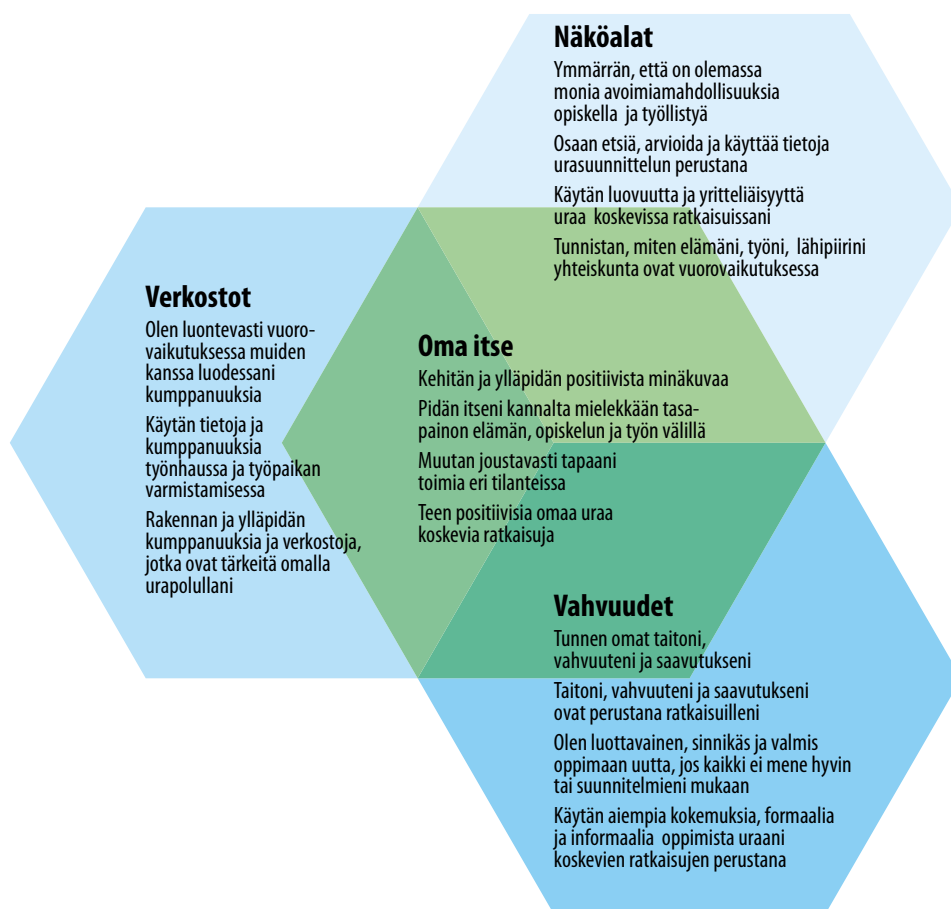 Näköalat
Ymmärrän, että on olemassa
monia avoimiamahdollisuuksia
opiskella ja työllistyä
Osaan etsiä, arvioida ja käyttää tietoja
urasuunnittelun perustana
Käytän luovuutta ja yritteliäisyyttä
uraa koskevissa ratkaisuissani
Tunnistan, miten elämäni, työni, lähipiirini
yhteiskunta ovat vuorovaikutuksessa
Verkostot
Olen luontevasti vuoro-
vaikutuksessa muiden
kanssa luodessani
kumppanuuksia
Käytän tietoja ja
kumppanuuksia
työnhaussa ja työpaikan
varmistamisessa
Rakennan ja ylläpidän
kumppanuuksia ja verkostoja,
jotka ovat tärkeitä omalla
urapolullani
Oma itse
Kehitän ja ylläpidän positiivista minäkuvaa
Pidän itseni kannalta mielekkään tasa-
painon elämän, opiskelun ja työn välillä
Muutan joustavasti tapaani
toimia eri tilanteissa
Teen positiivisia omaa uraa
koskevia ratkaisuja
Vahvuudet
Tunnen omat taitoni,
vahvuuteni ja saavutukseni
Taitoni, vahvuuteni ja saavutukseni
ovat perustana ratkaisuilleni
Olen luottavainen, sinnikäs ja valmis
oppimaan uutta, jos kaikki ei mene hyvin
tai suunnitelmieni mukaan
Käytän aiempia kokemuksia, formaalia
ja informaalia oppimista uraani
koskevien ratkaisujen perustana